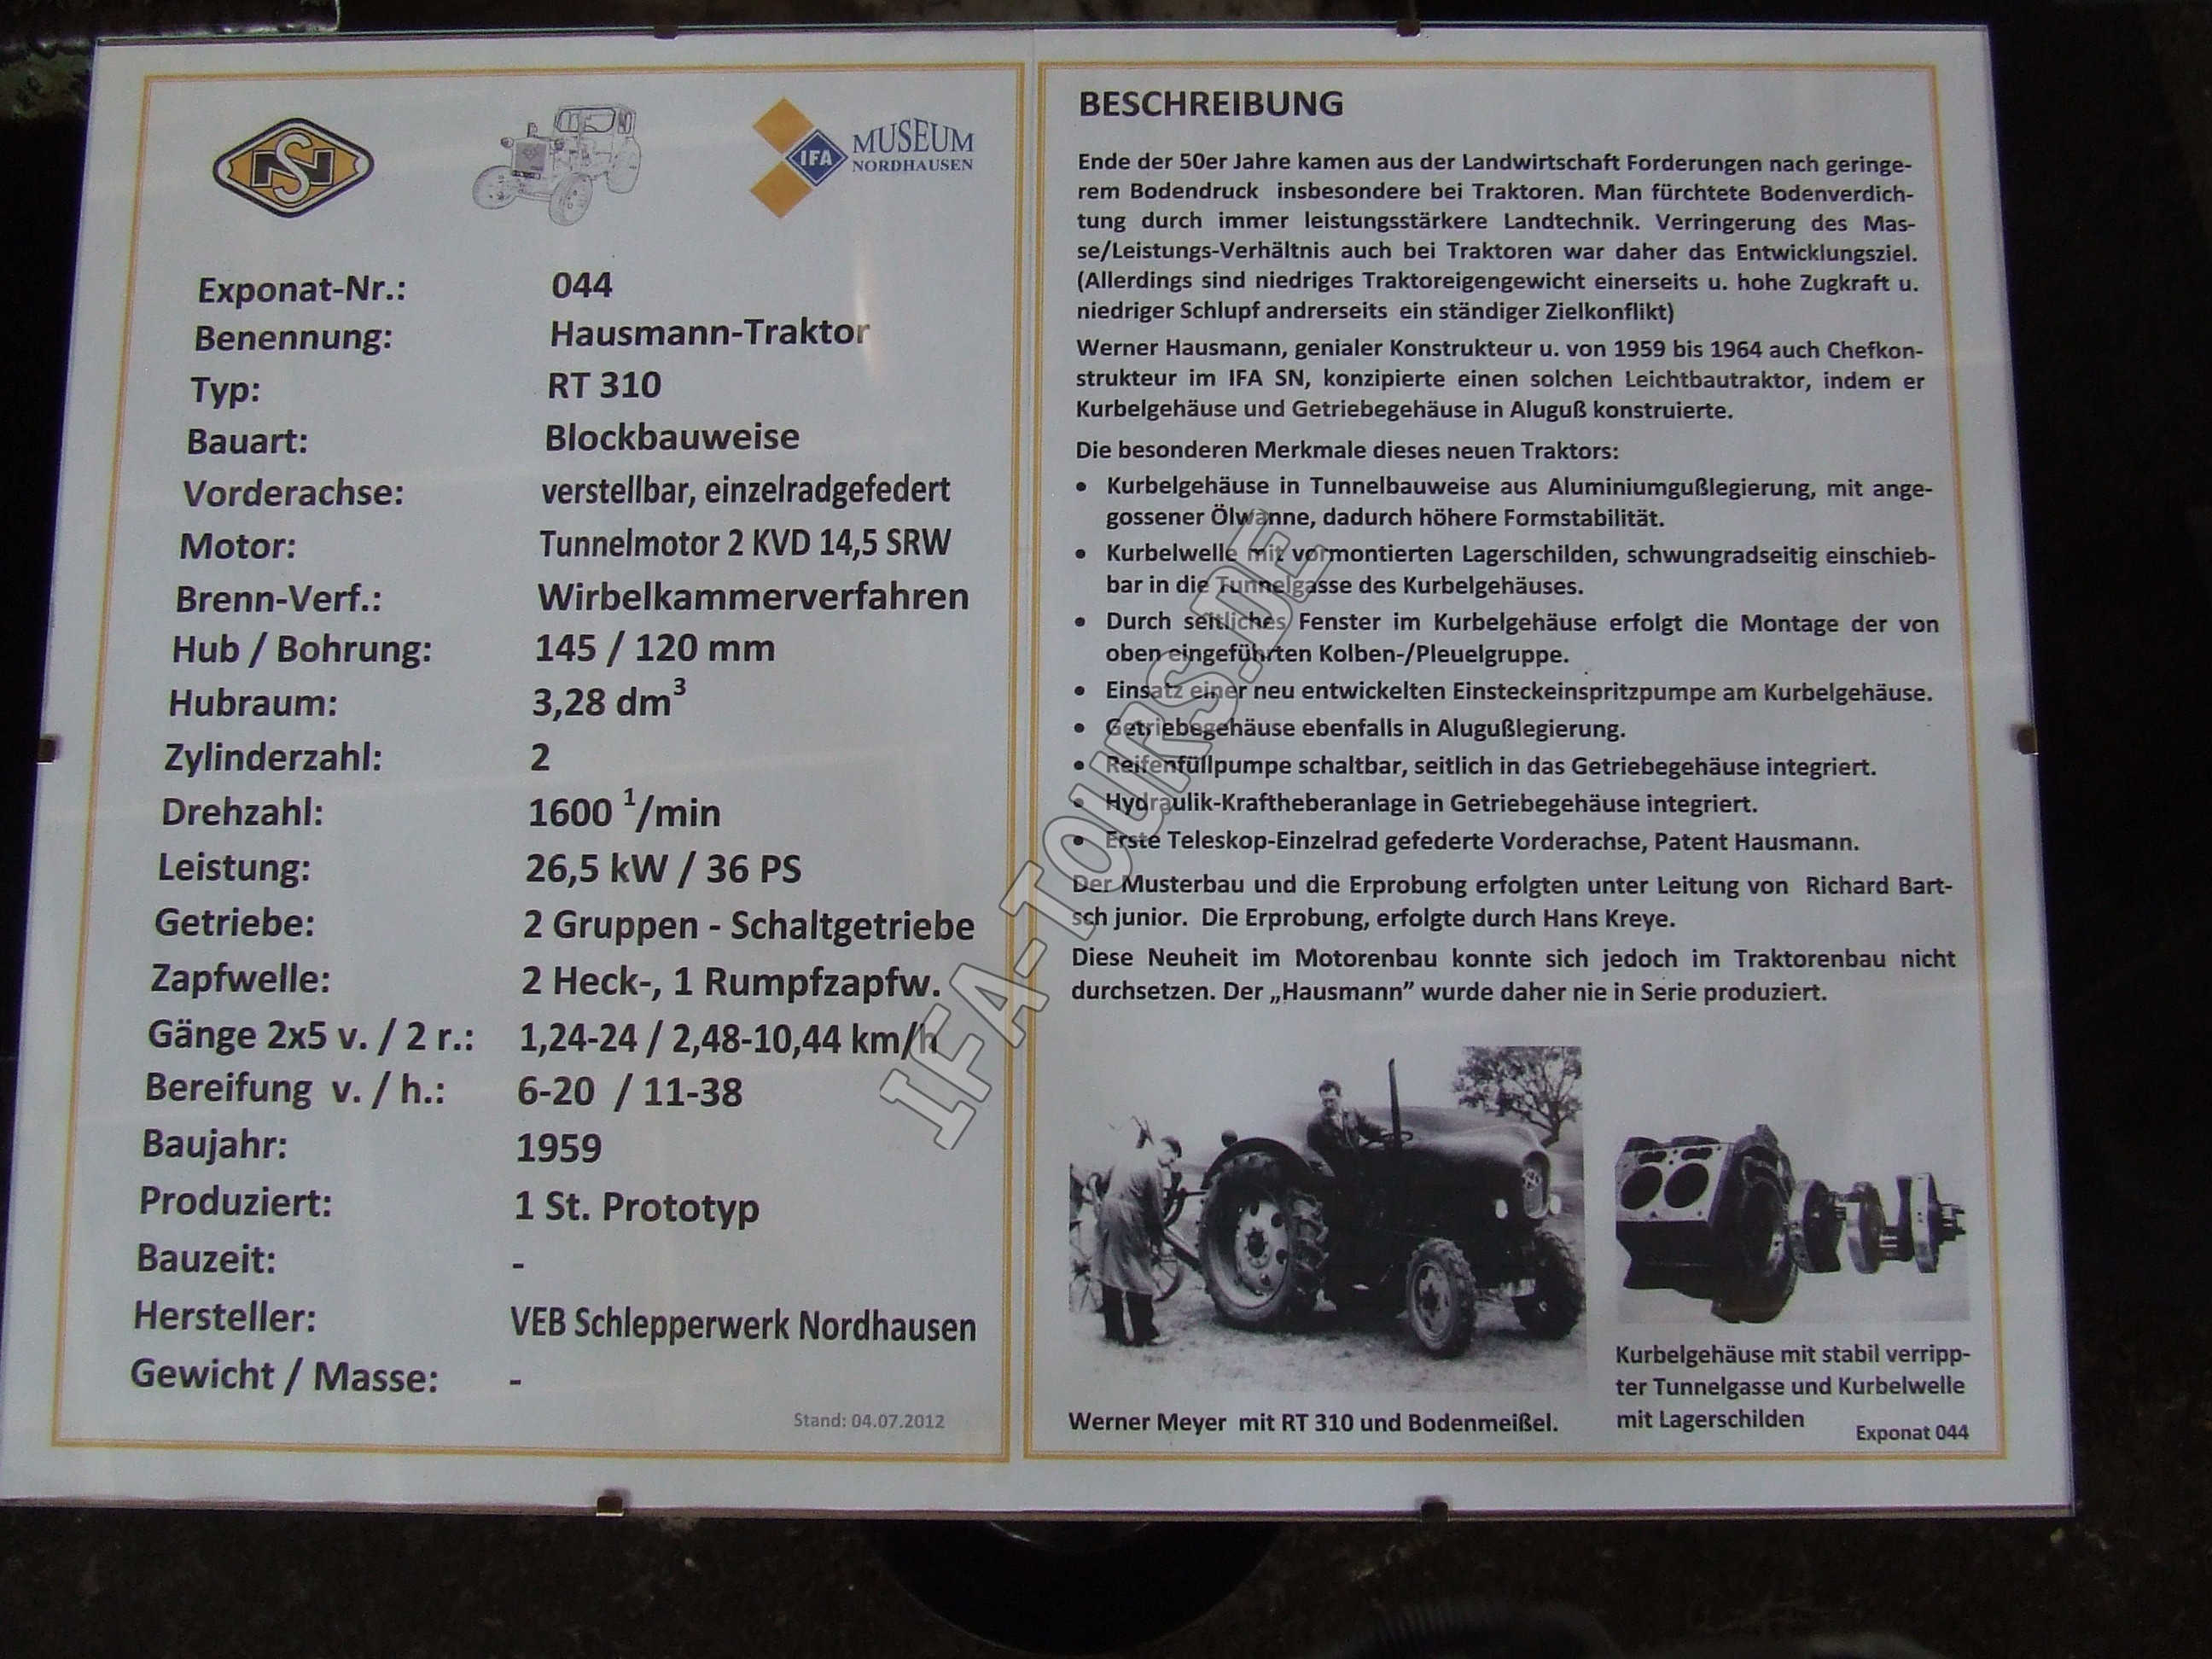 SN
IFA
MUSEUM
NORDHAUSEN
Exponat-Nr.: 044
Benennung: Hausmann-Traktor
Typ: RT 310
Bauart: Blockbauweise
Vorderachse: verstellbar, einzelradgefedert
Motor: Tunnelmotor 2 KVD 14,5 SRW
Brenn-Verf.: Wirbelkammerverfahren
Hub / Bohrung: 145 / 120 mm
Hubraum: 3,28 dm³
Zylinderzahl: 2
Drehzahl: 1600 ¹/min
Leistung: 26,5 kW / 36 PS
Getriebe: 2 Gruppen - Schaltgetriebe
Zapfwelle: 2 Heck-, 1 Rumpfzapfw.
Gänge 2x5 v. / 2 r.: 1,24-24 / 2,48-10,44 km/h
Bereifung v. / h.: 6-20 / 11-38
Baujahr: 1959
Produziert: 1 St. Prototyp
Bauzeit: -
Hersteller: VEB Schlepperwerk Nordhausen
Gewicht / Masse: -
Stand: 04.07.2012
BESCHREIBUNG
Ende der 50er Jahre kamen aus der Landwirtschaft Forderungen nach geringe-
rem Bodendruck insbesondere bei Traktoren. Man fürchtete Bodenverdich-
tung durch immer leistungsstärkere Landtechnik. Verringerung des Mas-
se/Leistungs-Verhältnis auch bei Traktoren war daher das Entwicklungsziel.
(Allerdings sind niedriges Traktoreigengewicht einerseits u. hohe Zugkraft u.
niedriger Schlupf andrerseits ein ständiger Zielkonflikt)
Werner Hausmann, genialer Konstrukteur u. von 1959 bis 1964 auch Chefkon-
strukteur im IFA SN, konzipierte einen solchen Leichtbautraktor, indem er
Kurbelgehäuse und Getriebegehäuse in Aluguß konstruierte.
Die besonderen Merkmale dieses neuen Traktors:
• Kurbelgehäuse in Tunnelbauweise aus Aluminiumgußlegierung, mit ange-
gossener Ölwanne, dadurch höhere Formstabilität.
• Kurbelwelle mit vormontierten Lagerschilden, schwungradseitig einschieb-
bar in die Tunnelgasse des Kurbelgehäuses.
• Durch seitliches Fenster im Kurbelgehäuse erfolgt die Montage der von
oben eingeführten Kolben-/Pleuelgruppe.
• Einsatz einer neu entwickelten Einsteckeinspritzpumpe am Kurbelgehäuse.
• Getriebegehäuse ebenfalls in Alugußlegierung.
• Reifenfüllpumpe schaltbar, seitlich in das Getriebegehäuse integriert.
• Hydraulik-Kraftheberanlage in Getriebegehäuse integriert.
• Erste Teleskop-Einzelrad gefederte Vorderachse, Patent Hausmann.
Der Musterbau und die Erprobung erfolgten unter Leitung von Richard Bart-
sch junior. Die Erprobung, erfolgte durch Hans Kreye.
Diese Neuheit im Motorenbau konnte sich jedoch im Traktorenbau nicht
durchsetzen. Der „Hausmann” wurde daher nie in Serie produziert.
Werner Meyer mit RT 310 und Bodenmeißel.
Kurbelgehäuse mit stabil verripp-
ter Tunnelgasse und Kurbelwelle
mit Lagerschilden
Exponat 044
IFA-TOURS.DE